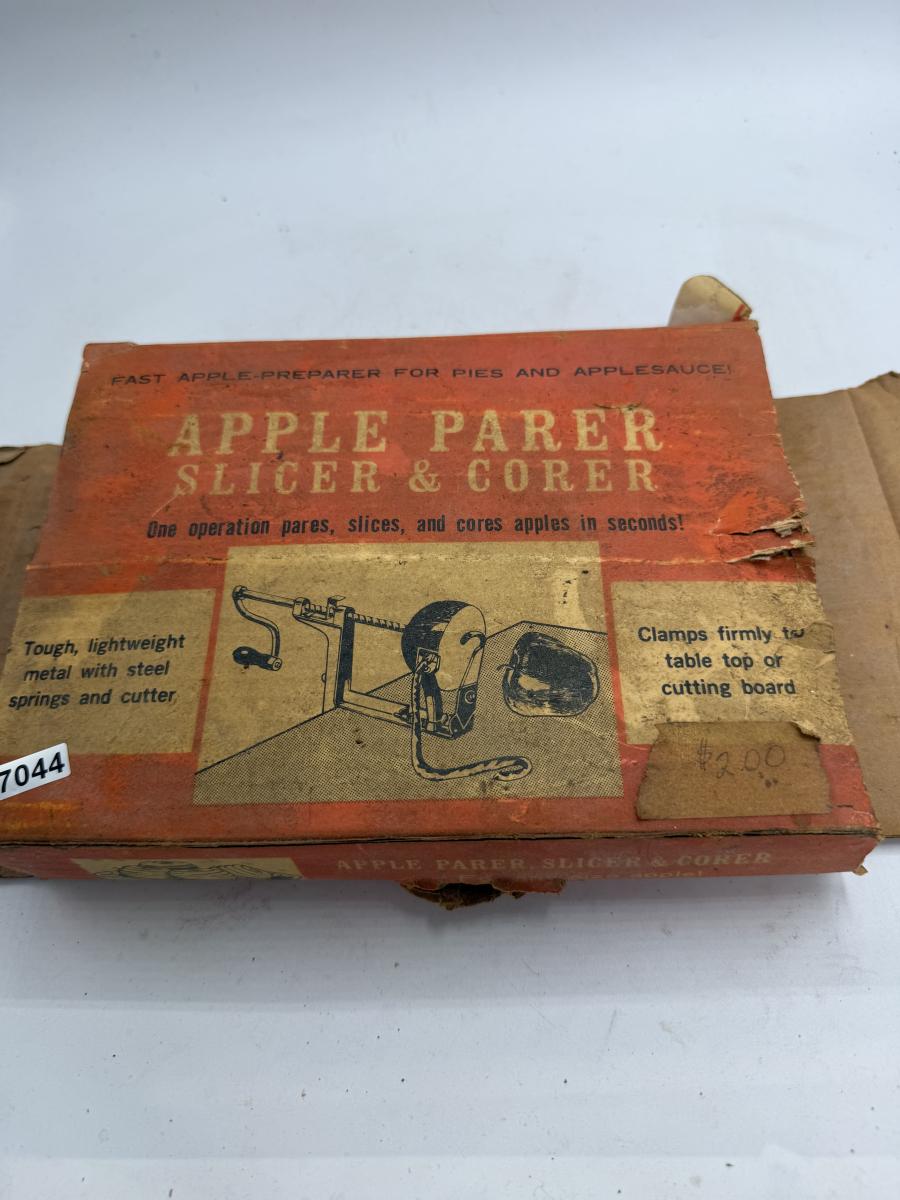 FAST APPLE-PREPARER FOR PIES AND APPLESAUCE!
APPLE PARER
SLICER & CORER
One operation pares, slices, and cores apples in seconds!
Tough, lightweight
metal with steel
springs and cutter
Clamps firmly to
table top or
cutting board
$2.00
7044
APPLE PARER, SLICER & CORER